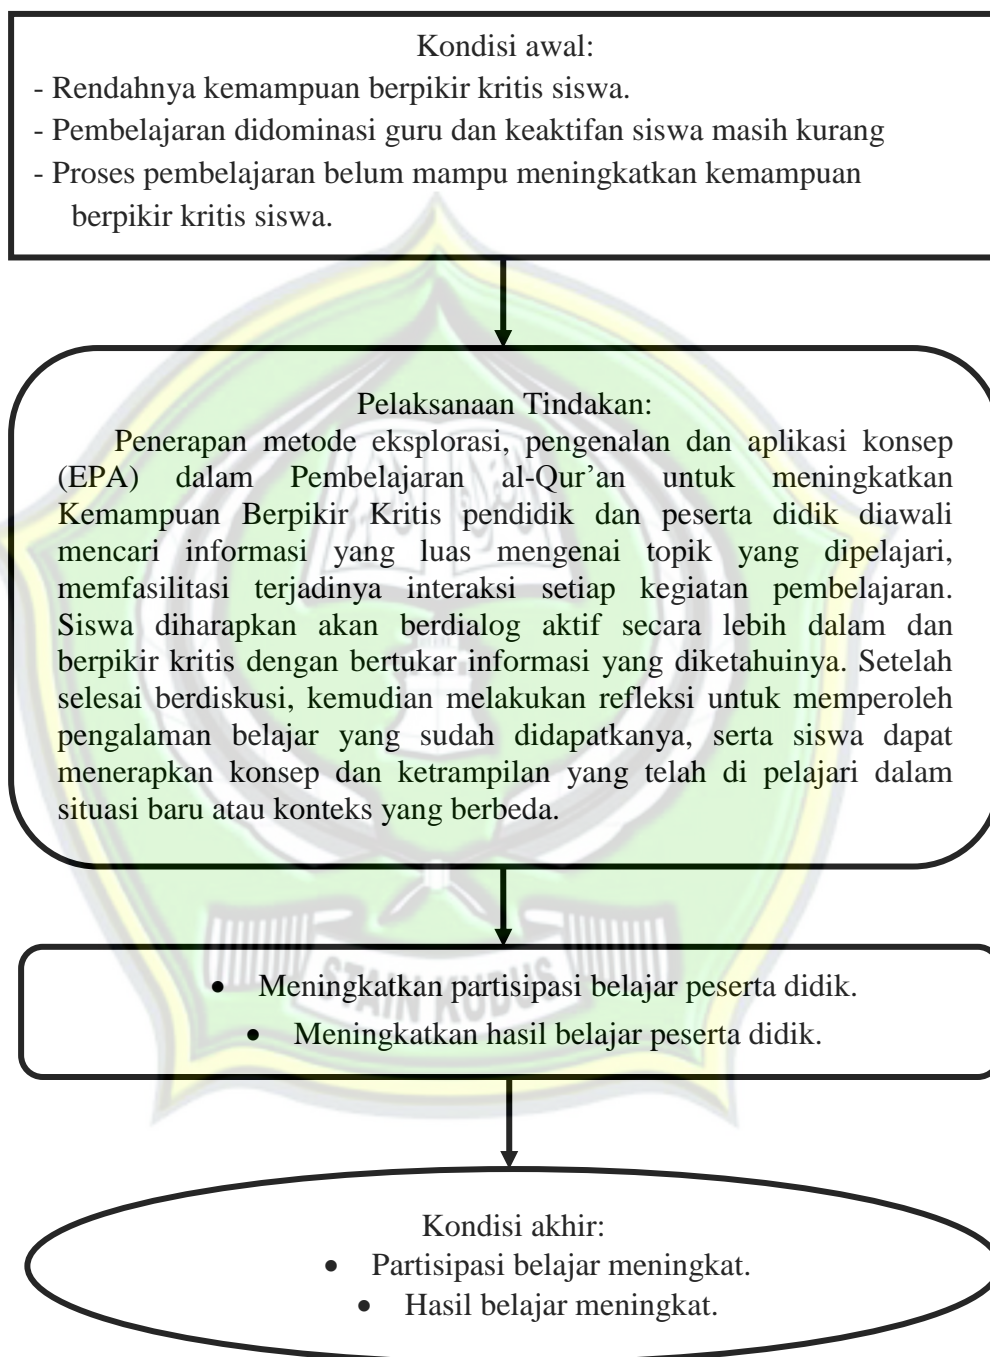 Kondisi awal:
- Rendahnya kemampuan berpikir kritis siswa.
- Pembelajaran didominasi guru dan keaktifan siswa masih kurang
- Proses pembelajaran belum mampu meningkatkan kemampuan
berpikir kritis siswa.
Pelaksanaan Tindakan:
Penerapan metode eksplorasi, pengenalan dan aplikasi konsep
(EPA) dalam Pembelajaran al-Qur’an untuk meningkatkan
Kemampuan Berpikir Kritis pendidik dan peserta didik diawali
mencari informasi yang luas mengenai topik yang dipelajari,
memfasilitasi terjadinya interaksi setiap kegiatan pembelajaran.
Siswa diharapkan akan berdialog aktif secara lebih dalam dan
berpikir kritis dengan bertukar informasi yang diketahuinya. Setelah
selesai berdiskusi, kemudian melakukan refleksi untuk memperoleh
pengalaman belajar yang sudah didapatkanya, serta siswa dapat
menerapkan konsep dan ketrampilan yang telah di pelajari dalam
situasi baru atau konteks yang berbeda.
• Meningkatkan partisipasi belajar peserta didik.
STAIN KUDUS
• Meningkatkan hasil belajar peserta didik.
Kondisi akhir:
• Partisipasi belajar meningkat.
• Hasil belajar meningkat.